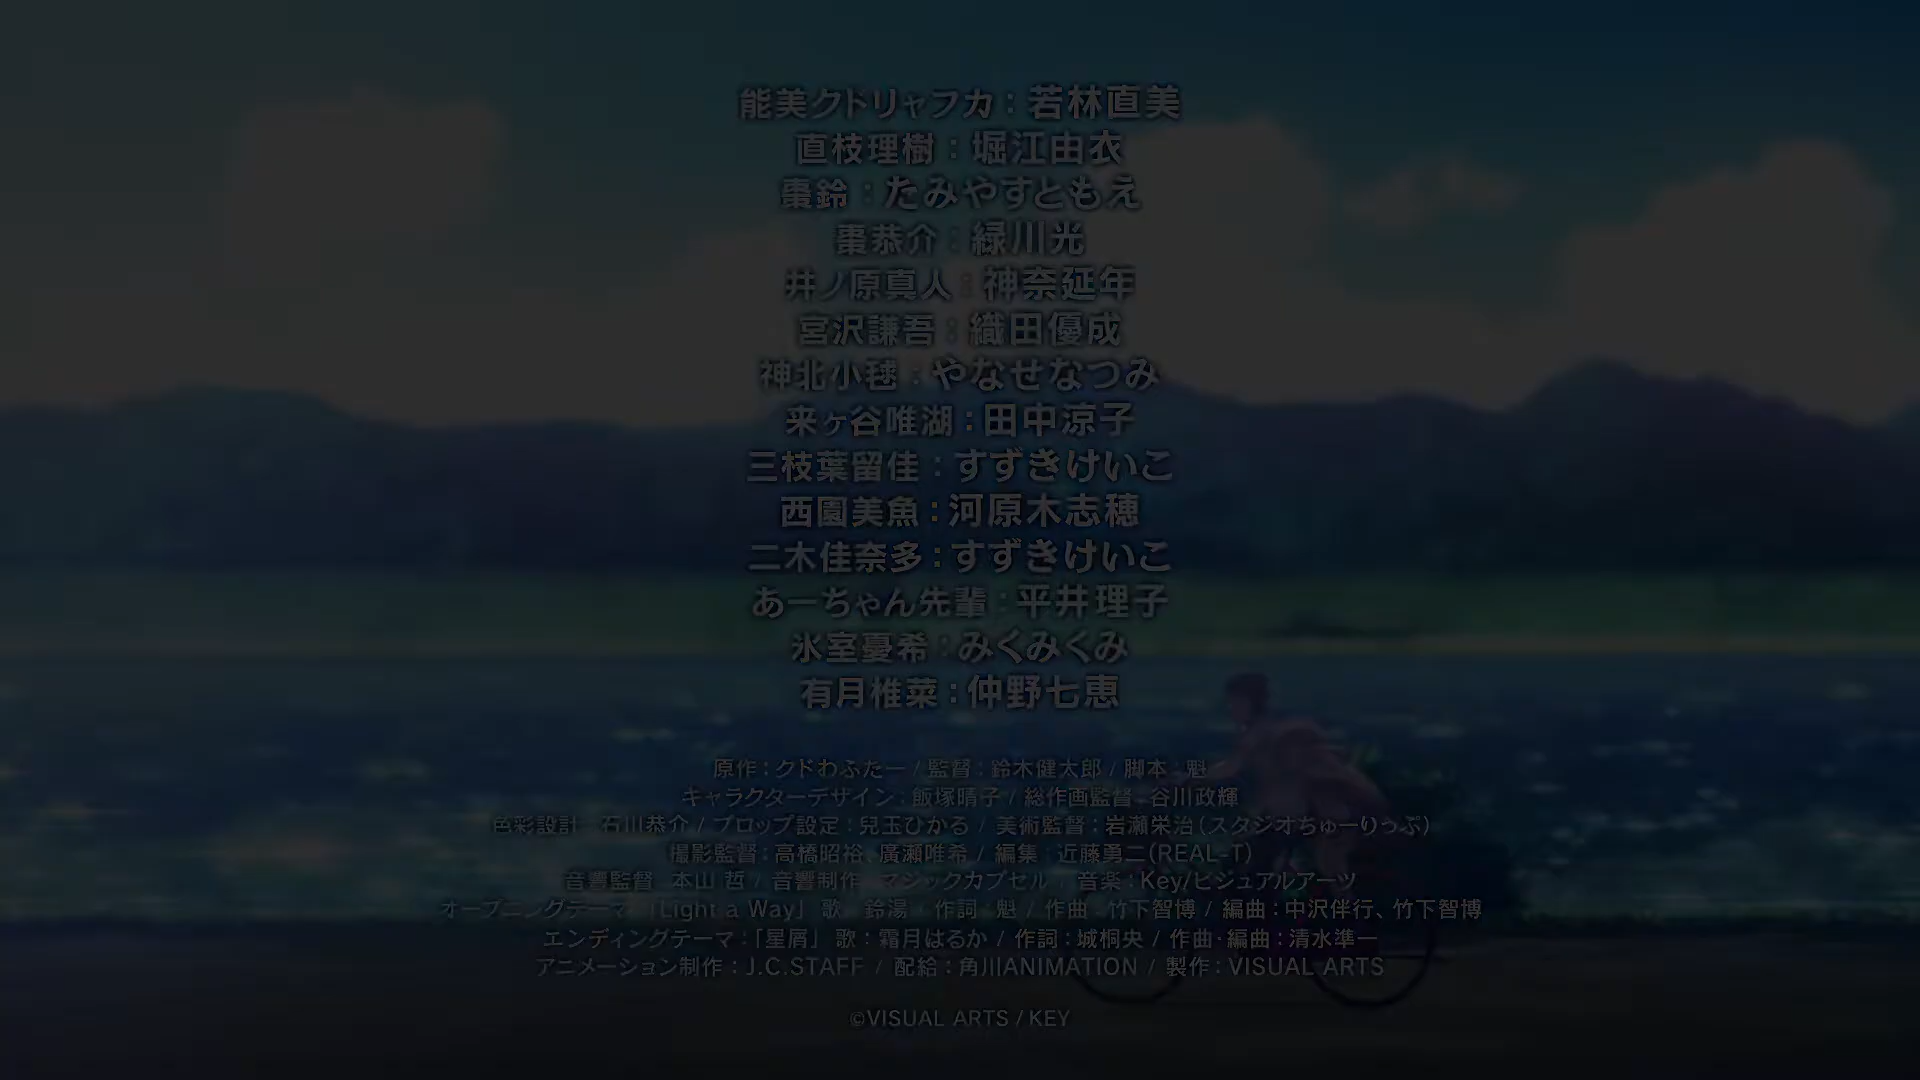 能美クドリャフカ：若林直美
直枝理樹：堀江由衣
棗鈴：たみやすともえ
棗恭介：緑川光
井ノ原真人：神奈延年
宮沢謙吾：織田優成
神北小毬：やなせなつみ
来ヶ谷唯湖：田中涼子
三枝葉留佳：すずきけいこ
西園美魚：河原木志穂
二木佳奈多：すずきけいこ
あーちゃん先輩：平井理子
氷室憂希：みくみくみ
有月椎菜：仲野七恵
原作：クドわふたー / 監督：鈴木健太郎 / 脚本：魁
キャラクターデザイン：飯塚晴子 / 総作画監督：谷川政輝
色彩設計：石川恭介 / プロップ設定：兒玉ひかる / 美術監督：岩瀬栄治（スタジオちゅーりっぷ）
撮影監督：高橋昭裕、廣瀬唯希 / 編集：近藤勇二（REAL-T）
音響監督：本山 哲 / 音響制作：マジックカプセル / 音楽：Key/ビジュアルアーツ
オープニングテーマ：「Light a Way」 歌：鈴湯 / 作詞：魁 / 作曲：竹下智博 / 編曲：中沢伴行、竹下智博
エンディングテーマ：「星屑」 歌：霜月はるか / 作詞：城桐央 / 作曲・編曲：清水準一
アニメーション制作：J.C.STAFF / 配給：角川ANIMATION / 製作：VISUAL ARTS
©VISUAL ARTS / KEY